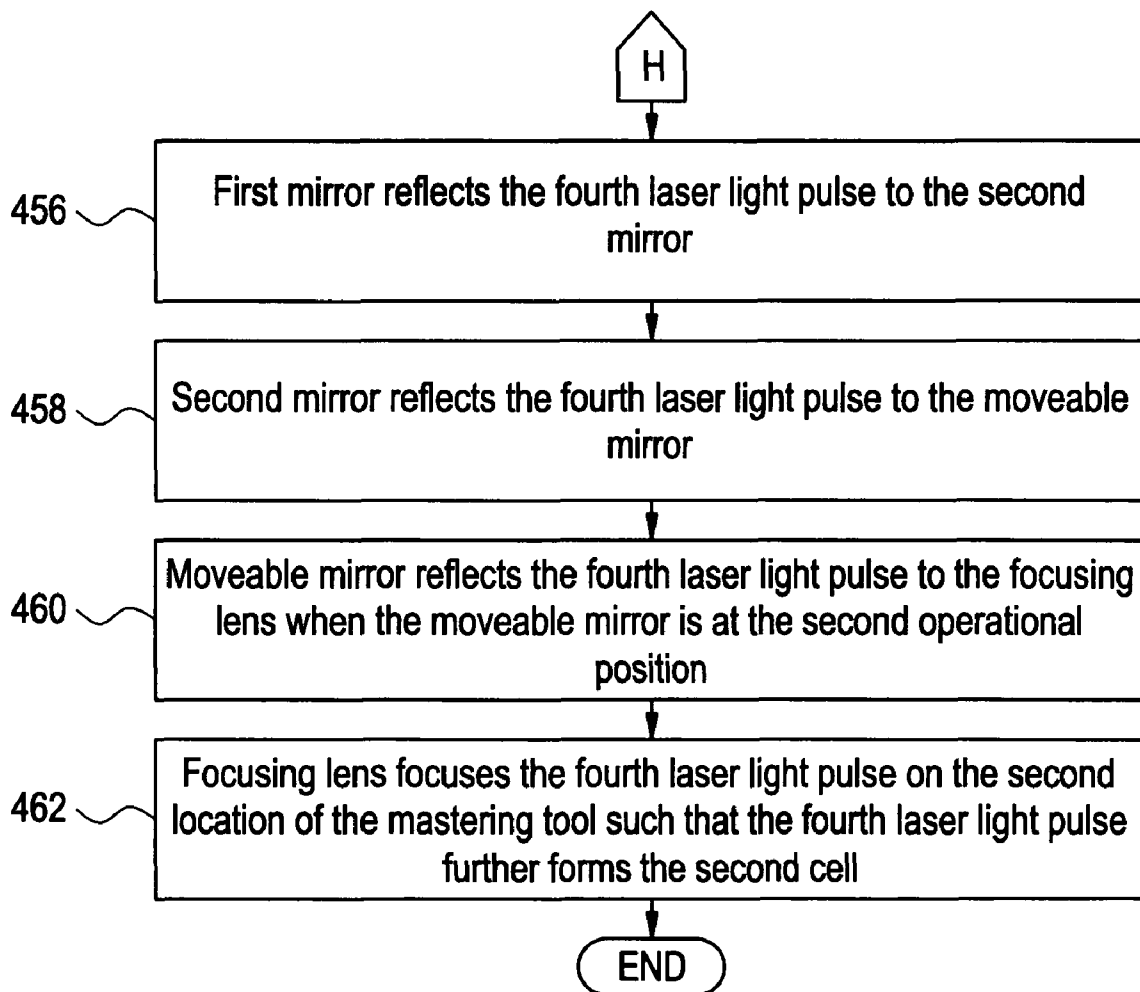 H
456
First mirror reflects the fourth laser light pulse to the second
mirror
458
Second mirror reflects the fourth laser light pulse to the moveable
mirror
460
Moveable mirror reflects the fourth laser light pulse to the focusing
lens when the moveable mirror is at the second operational
position
462
Focusing lens focuses the fourth laser light pulse on the second
location of the mastering tool such that the fourth laser light pulse
further forms the second cell
END